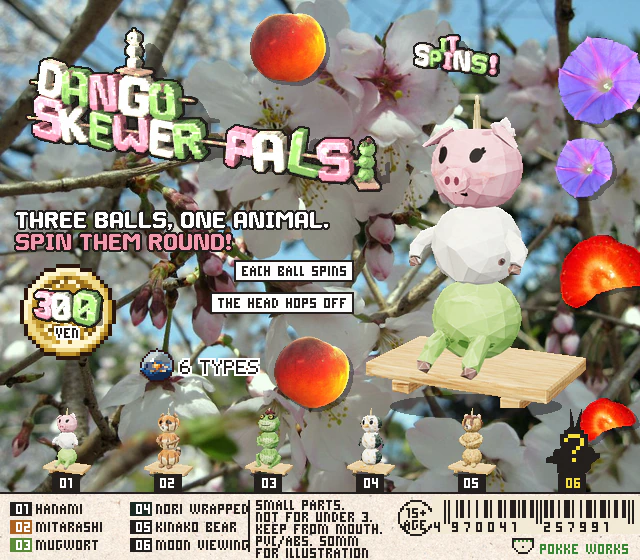 DANGO
SKEWER PALS!
IT
SPINS!
THREE BALLS, ONE ANIMAL.
SPIN THEM ROUND!
EACH BALL SPINS
THE HEAD HOPS OFF
300
YEN
6 TYPES
?
01
02
03
04
05
06
01 HANAMI
02 MITARASHI
03 MUGWORT
04 NORI WRAPPED
05 KINAKO BEAR
06 MOON VIEWING
SMALL PARTS.
NOT FOR UNDER 3.
KEEP FROM MOUTH.
PVC/ABS. 50MM
FOR ILLUSTRATION
15+
AGE
4 970041 257991
POKKE WORKS